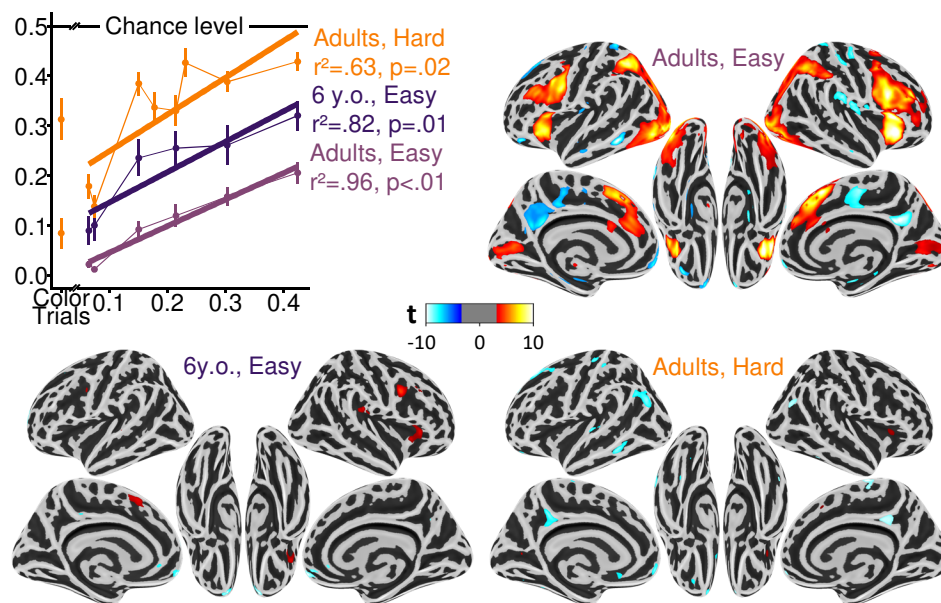 0.5
Chance level
Adults, Hard
r²=.63, p=.02
0.4
6 y.o., Easy
r²=.82, p=.01
0.3
Adults, Easy
r²=.96, p<.01
0.2
0.1
0.0
Color
Trials
0.1
0.2
0.3
0.4
Adults, Easy
t
-10
0
10
6y.o., Easy
Adults, Hard